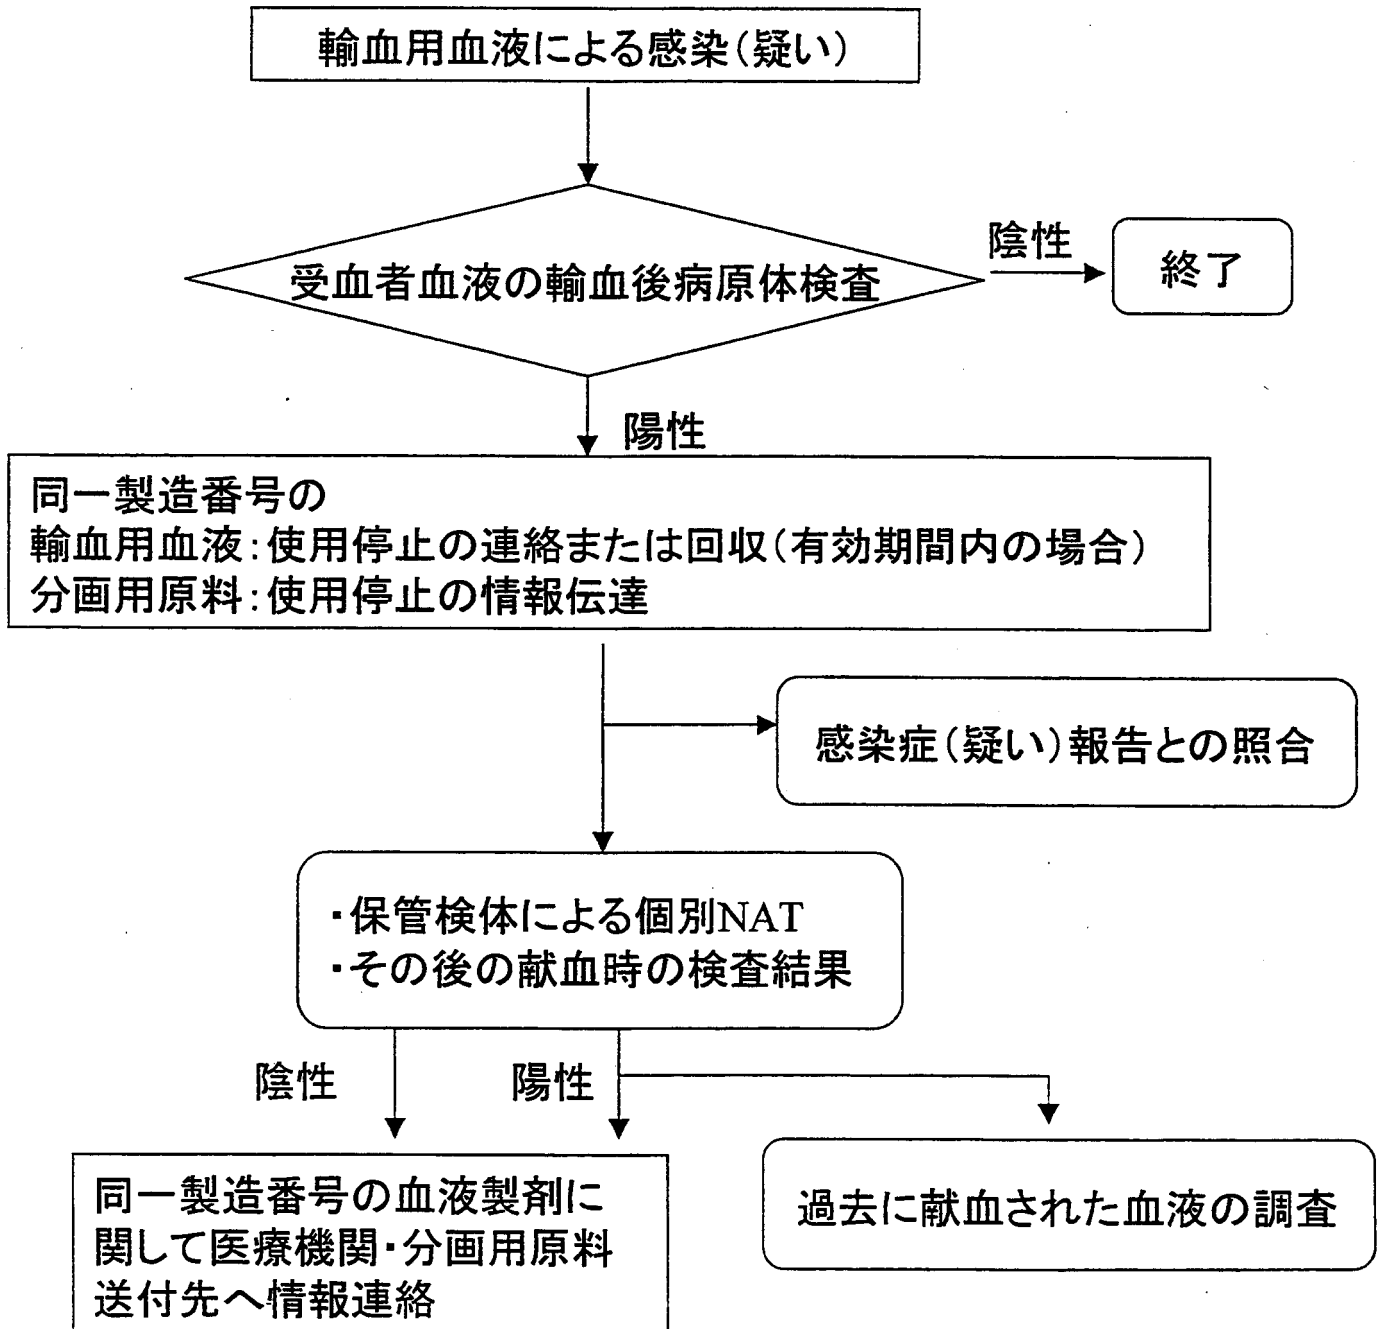 輸血用血液による感染(疑い)
受血者血液の輸血後病原体検査
陰性
終了
陽性
同一製造番号の
輸血用血液:使用停止の連絡または回収(有効期間内の場合)
分画用原料:使用停止の情報伝達
感染症(疑い)報告との照合
・保管検体による個別NAT
・その後の献血時の検査結果
陰性
陽性
同一製造番号の血液製剤に
関して医療機関・分画用原料
送付先へ情報連絡
過去に献血された血液の調査